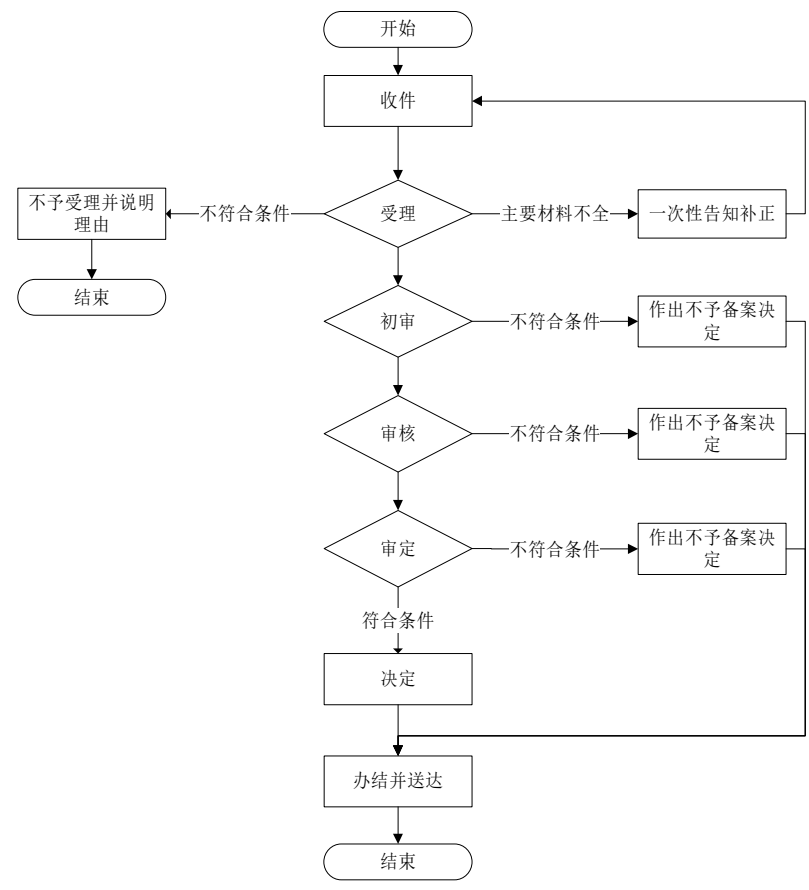 开始
收件
不予受理并说明
理由
不符合条件
受理
主要材料不全
一次性告知补正
结束
初审
不符合条件
作出不予备案决
定
审核
不符合条件
作出不予备案决
定
审定
不符合条件
作出不予备案决
定
符合条件
决定
办结并送达
结束